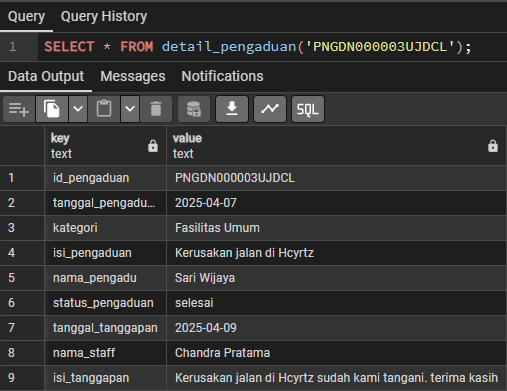 Query Query History
1 SELECT * FROM detail_pengaduan('PNGDN000003UJDCL');
Data Output Messages Notifications
SQL
key value
text text
1 id_pengaduan PNGDN000003UJDCL
2 tanggal_pengadu... 2025-04-07
3 kategori Fasilitas Umum
4 isi_pengaduan Kerusakan jalan di Hcyrtz
5 nama_pengadu Sari Wijaya
6 status_pengaduan selesai
7 tanggal_tanggapan 2025-04-09
8 nama_staff Chandra Pratama
9 isi_tanggapan Kerusakan jalan di Hcyrtz sudah kami tangani. terima kasih